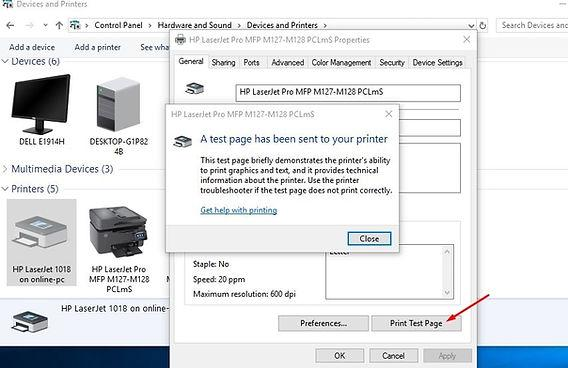 Devices and Printers
Control Panel > Hardware and Sound > Devices and Printers >
Search Devices and
Add a device
Add a printer
See wha
Devices (6)
DELL E1914H
DESKTOP-G1P82
4B
Multimedia Devices (3)
Printers (5)
HP LaserJet 1018
on online-pc
HP LaserJet Pro
MFP M127-M128
PCLmS
HP LaserJet 1018 on online-
HP LaserJet Pro MFP M127-M128 PCLmS Properties
General
Sharing
Ports
Advanced
Color Management
Security
Device Settings
HP LaserJet Pro MFP M127-M128 PCLmS
HP LaserJet Pro MFP M127-M128 PCLmS
A test page has been sent to your printer
This test page briefly demonstrates the printer's ability
to print graphics and text, and it provides technical
information about the printer. Use the printer
troubleshooter if the test page does not print correctly.
Get help with printing
Close
Letter
Staple: No
Speed: 20 ppm
Maximum resolution: 600 dpi
Preferences...
Print Test Page
OK
Cancel
Apply